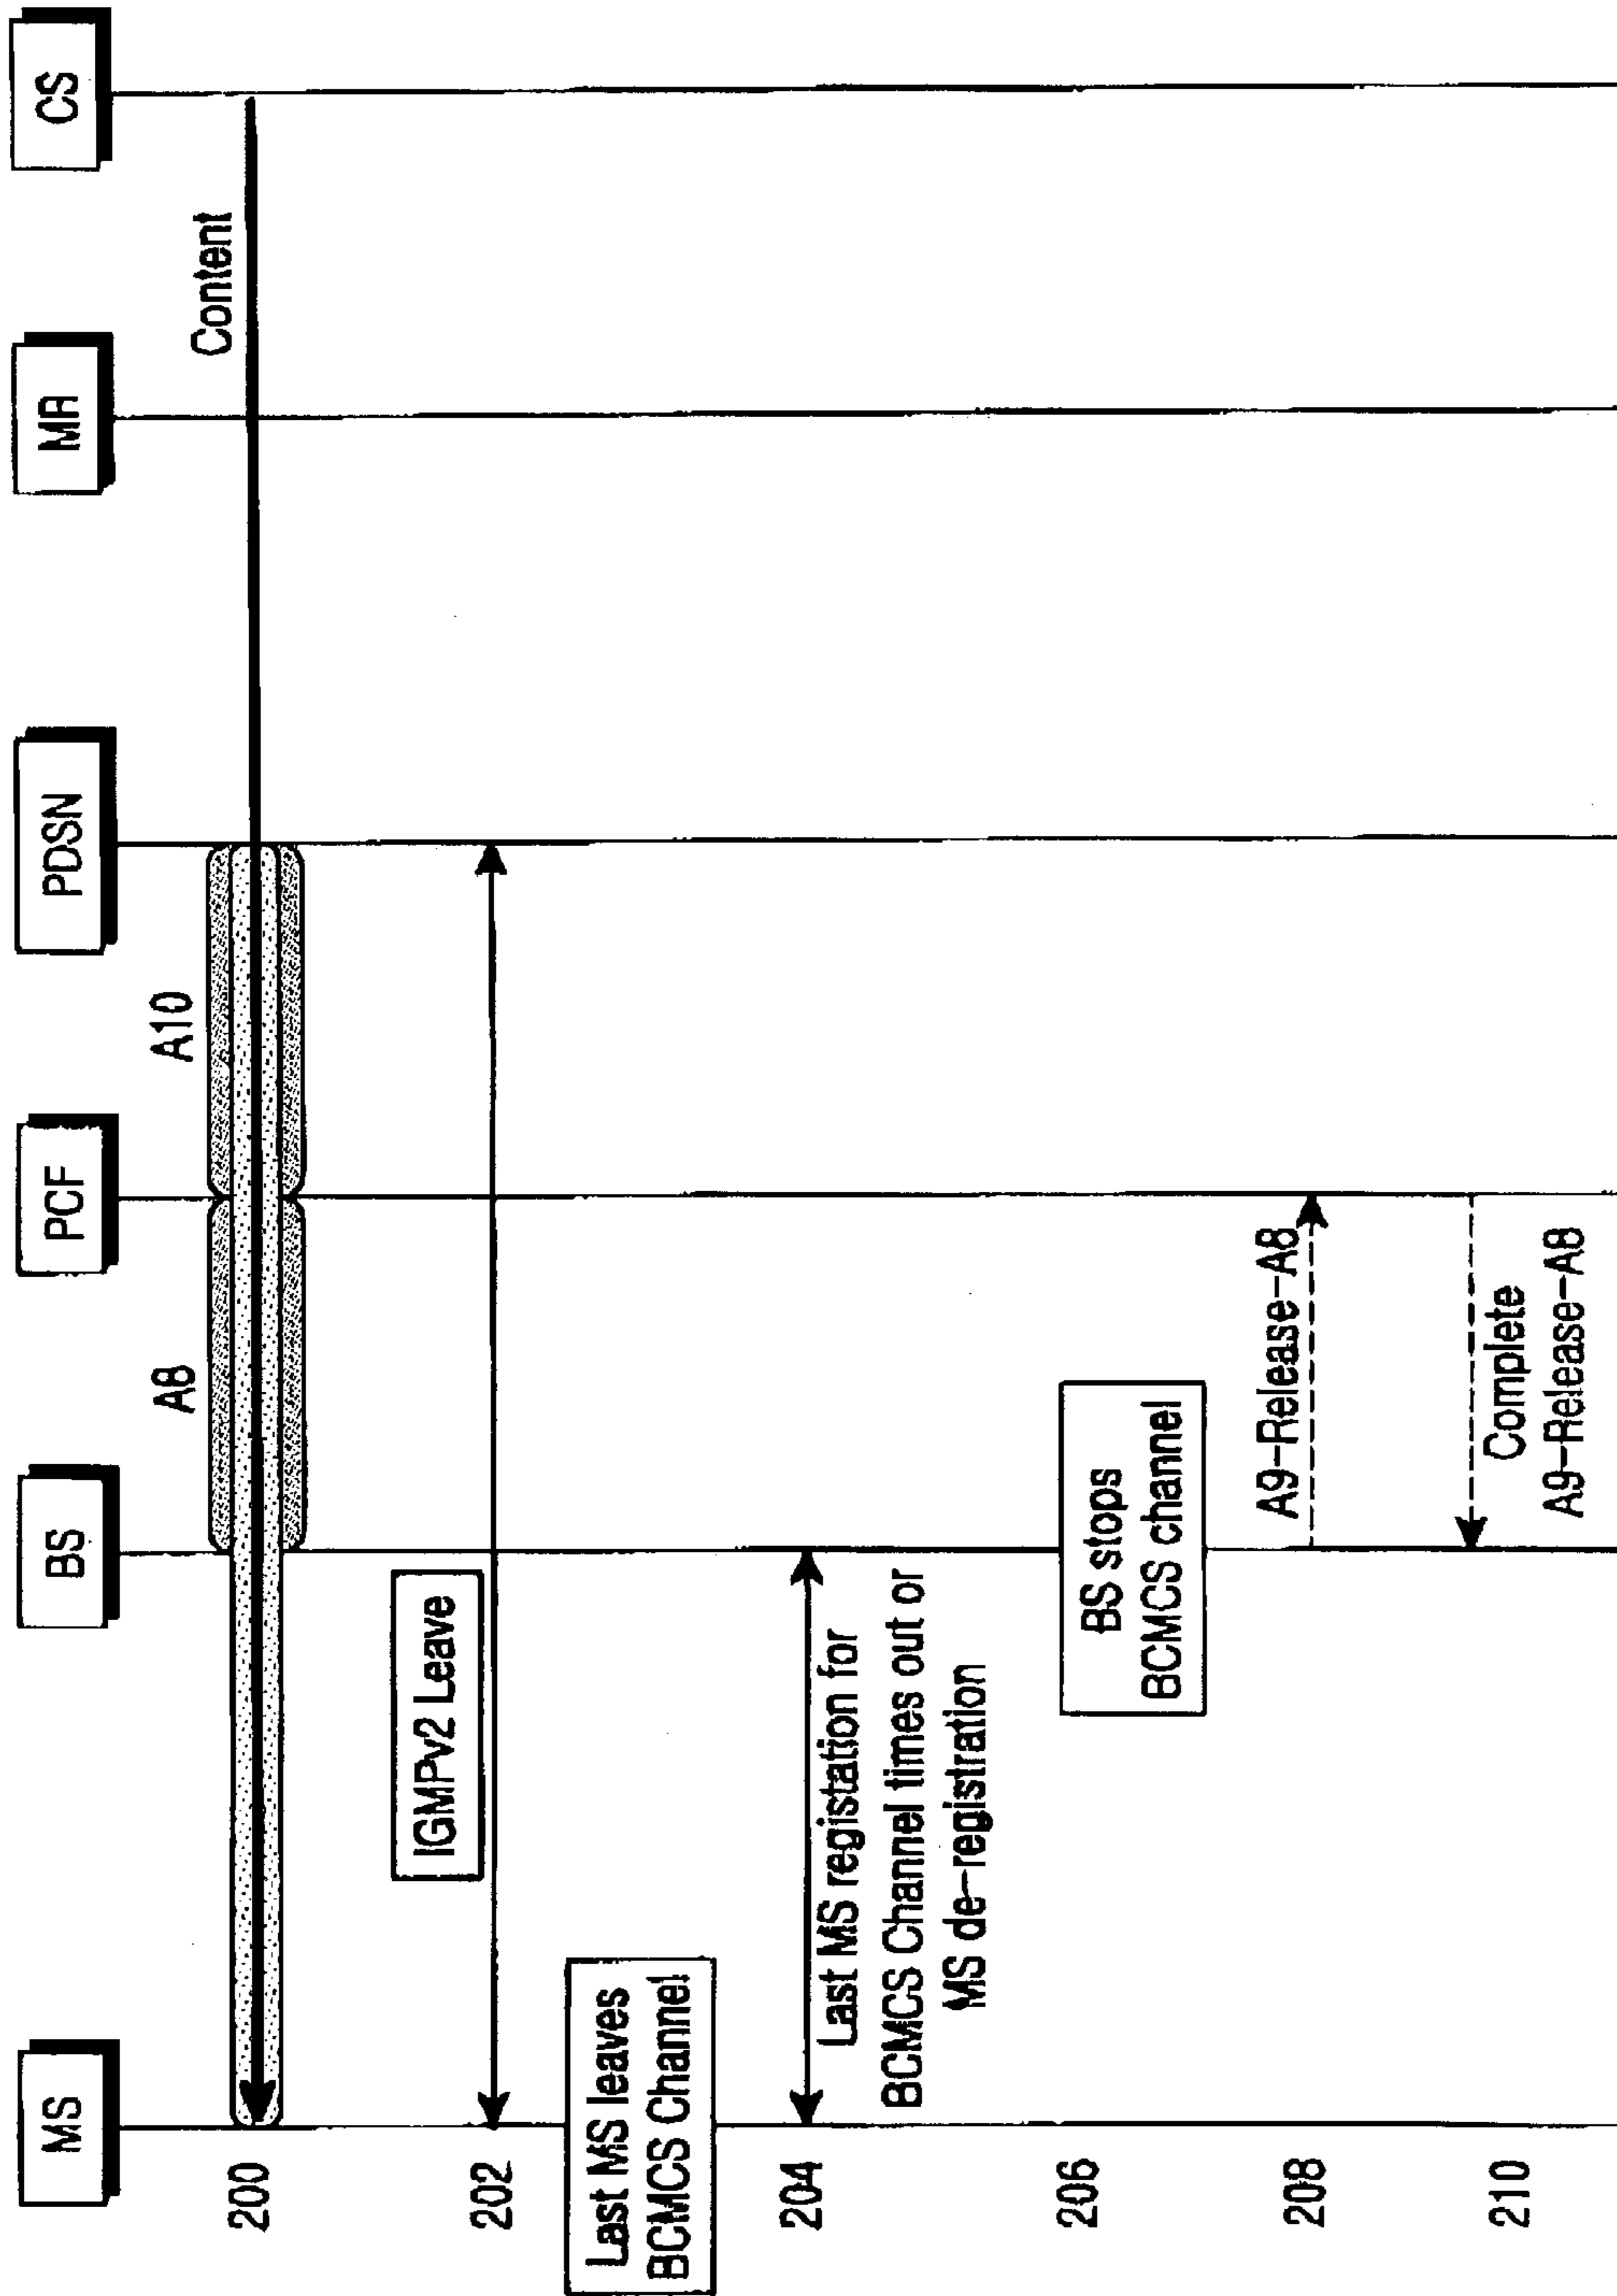 MS
BS
PCF
PDSN
MR
CS
A8
A10
Content
200
IGMPv2 Leave
202
Last MS leaves
BCMCS Channel
204
Last MS registation for
BCMCS Channel times out or
MS de-registration
206
BS stops
BCMCS channel
208
A9-Release-A8
210
Complete
A9-Release-A8